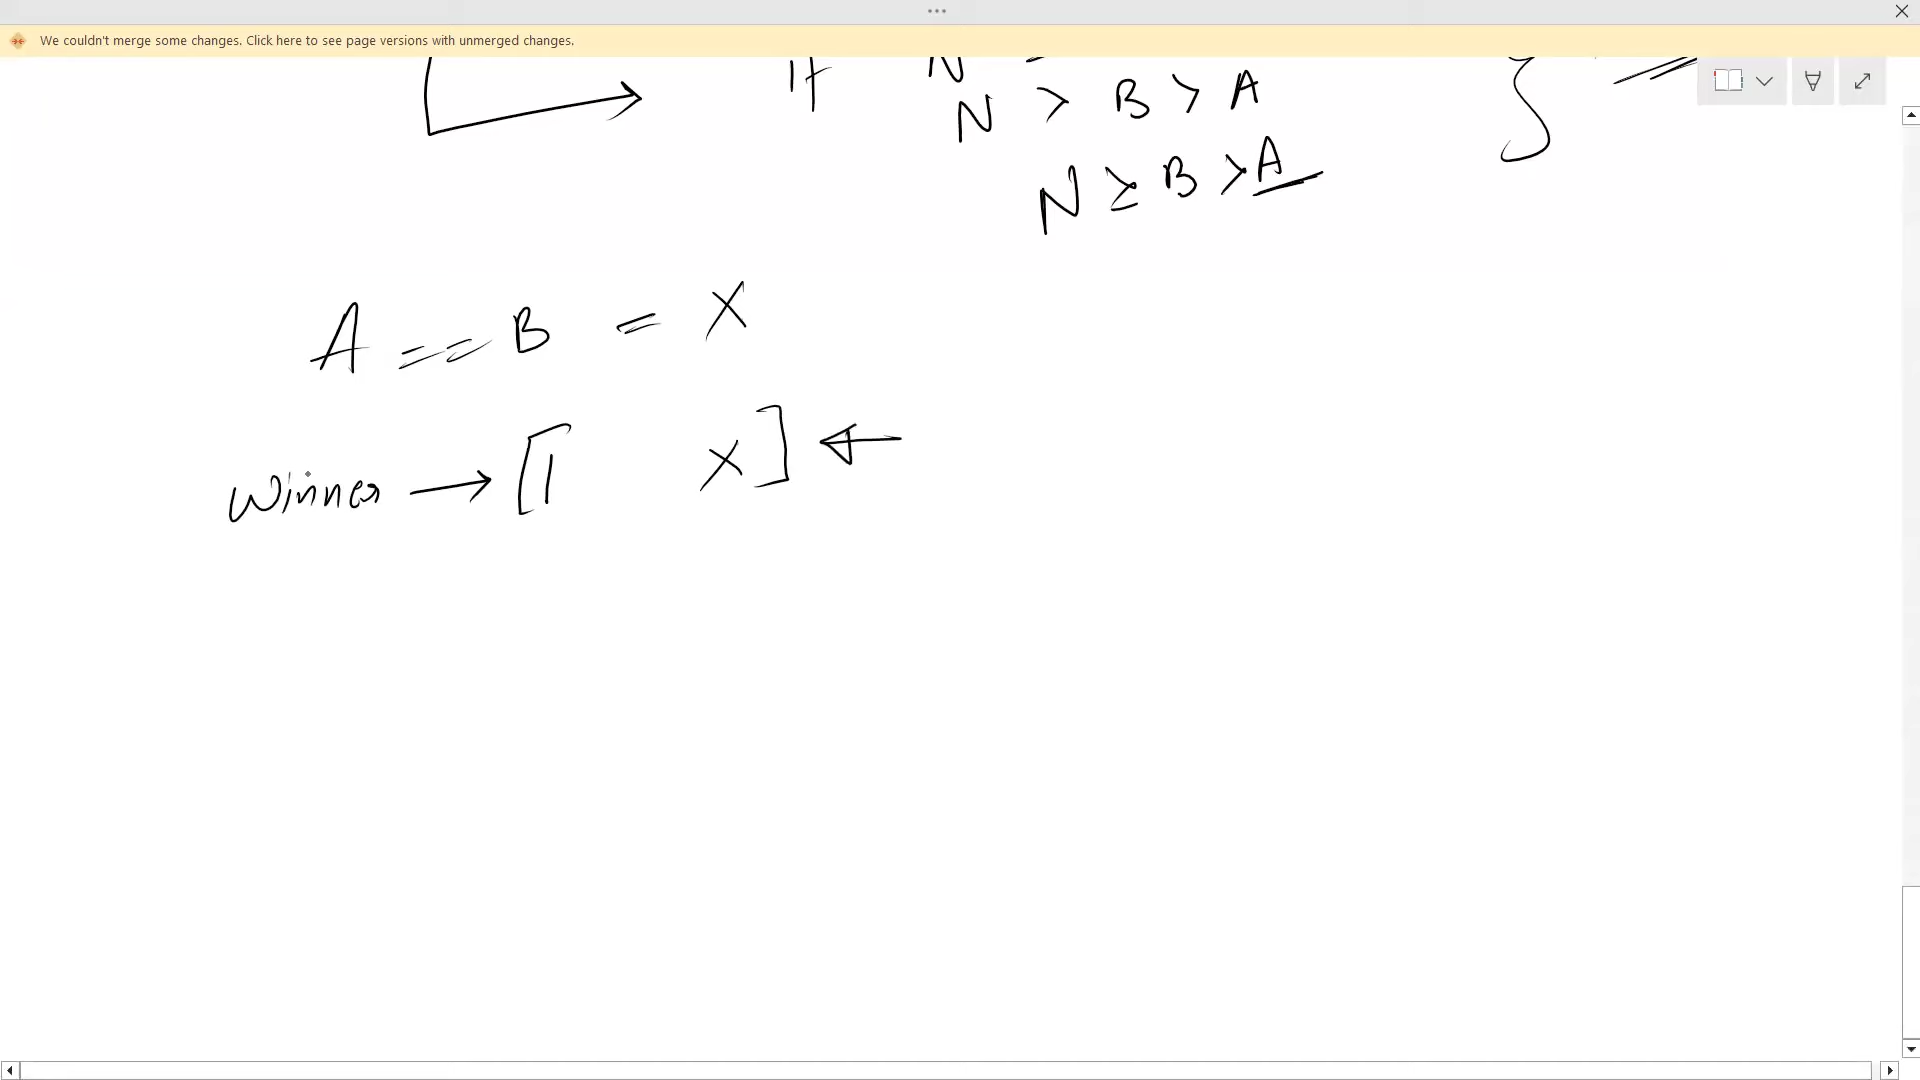 We couldn't merge some changes. Click here to see page versions with unmerged changes.
If N
N > B > A
N ≥ B > A
A == B = X
Winner → [1 X] ←